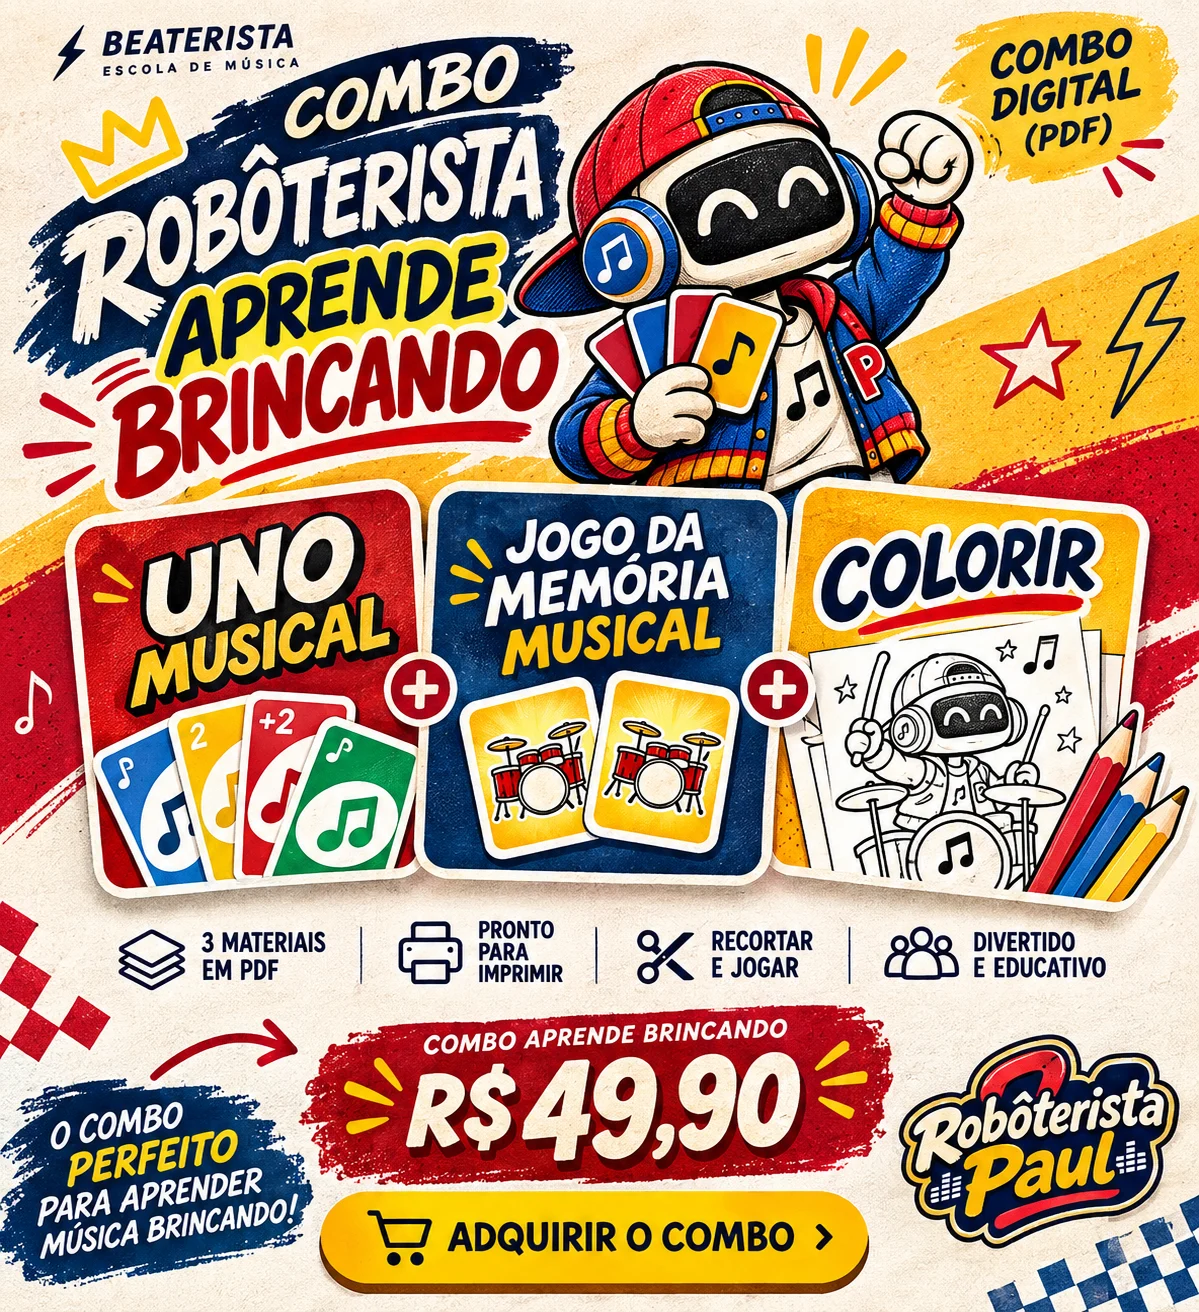 BEATERISTA
ESCOLA DE MÚSICA
COMBO
ROBÔTERISTA
APRENDE
BRINCANDO
COMBO
DIGITAL
(PDF)
P
UNO
MUSICAL
2
+2
JOGO DA
MEMÓRIA
MUSICAL
COLORIR
3 MATERIAIS
EM PDF
PRONTO
PARA
IMPRIMIR
RECORTAR
E JOGAR
DIVERTIDO
E EDUCATIVO
COMBO APRENDE BRINCANDO
R$ 49,90
O COMBO
PERFEITO
PARA APRENDER
MÚSICA BRINCANDO!
ADQUIRIR O COMBO >
Robôterista
Paul